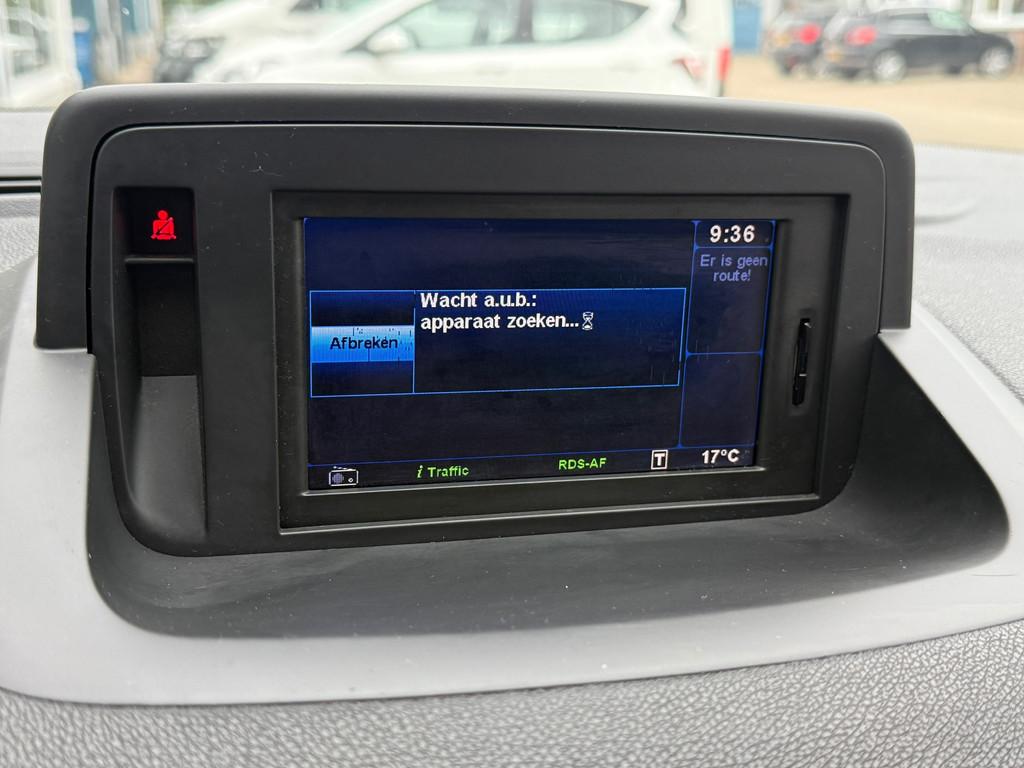 9:36
Er is geen
route!
Wacht a.u.b.:
apparaat zoeken...
Afbreken
i Traffic
RDS-AF
T
17°C